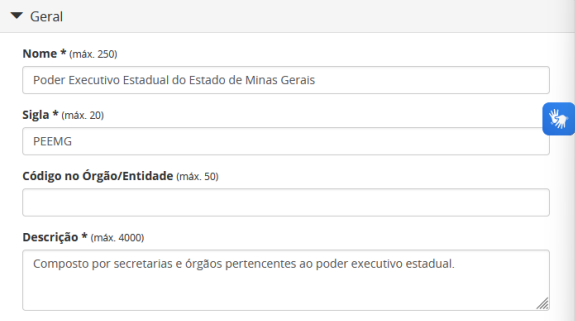 Geral
Nome * (máx. 250)
Poder Executivo Estadual do Estado de Minas Gerais
Sigla * (máx. 20)
PEEMG
Código no Órgão/Entidade (máx. 50)
Descrição * (máx. 4000)
Composto por secretarias e órgãos pertencentes ao poder executivo estadual.